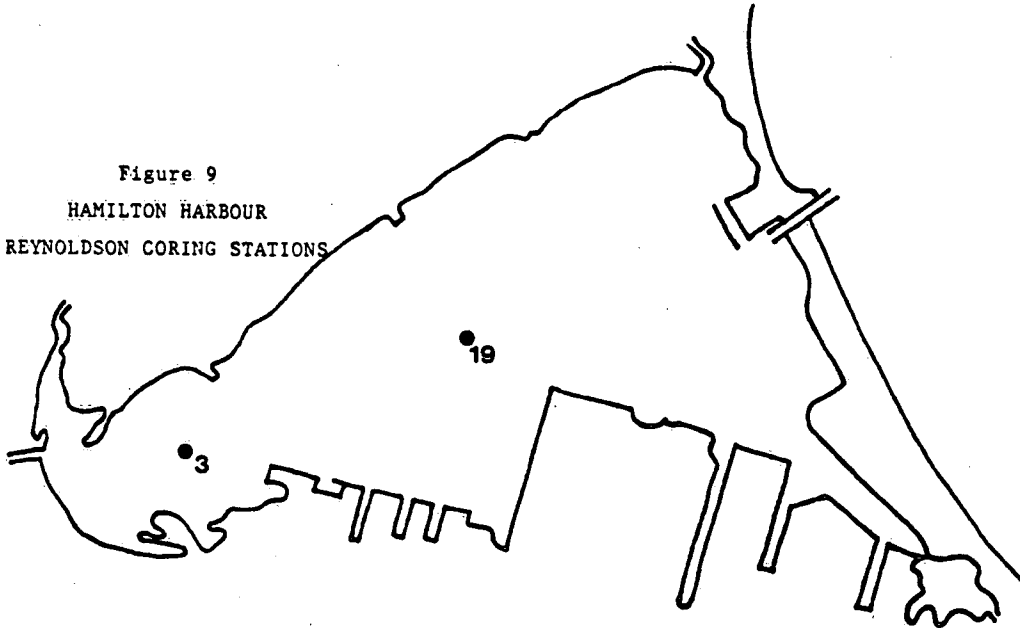 Figure 9
HAMILTON HARBOUR
REYNOLDSON CORING STATIONS
19
3